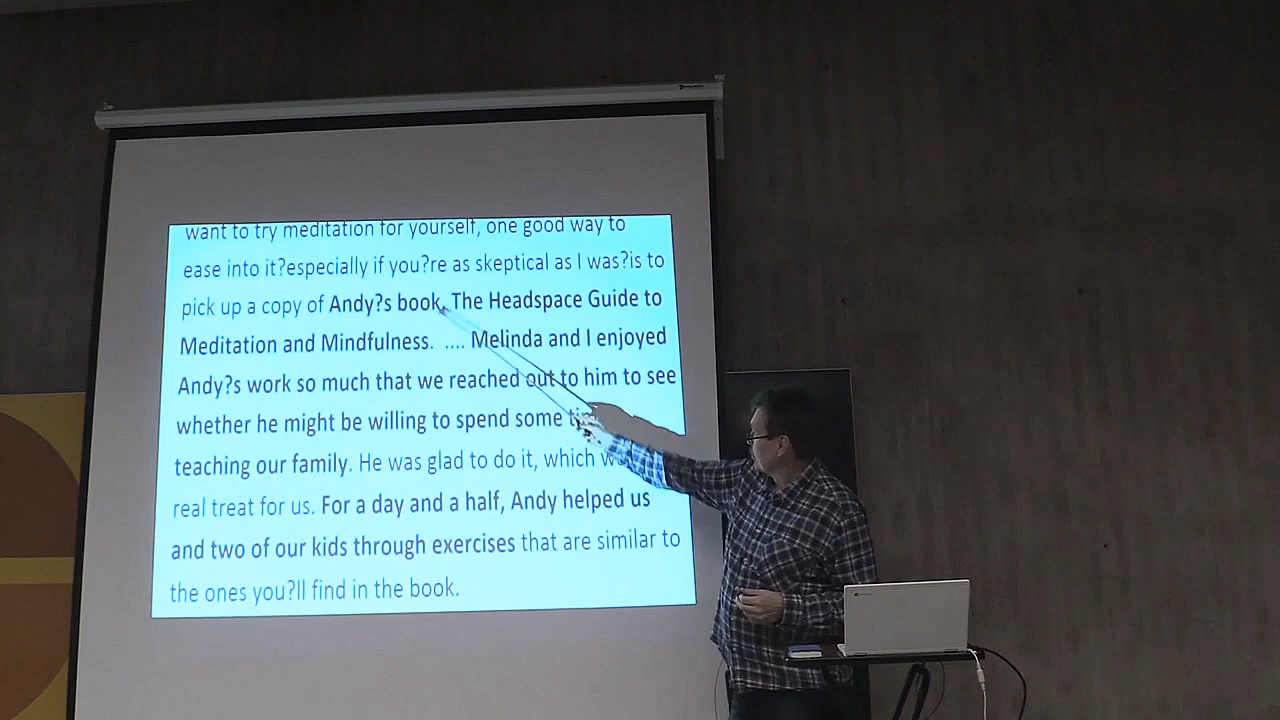 want to try meditation for yourself, one good way to
ease into it?especially if you?re as skeptical as I was?is to
pick up a copy of Andy?s book, The Headspace Guide to
Meditation and Mindfulness. .... Melinda and I enjoyed
Andy?s work so much that we reached out to him to see
whether he might be willing to spend some
teaching our family. He was glad to do it, which
real treat for us. For a day and a half, Andy helped us
and two of our kids through exercises that are similar to
the ones you?ll find in the book.